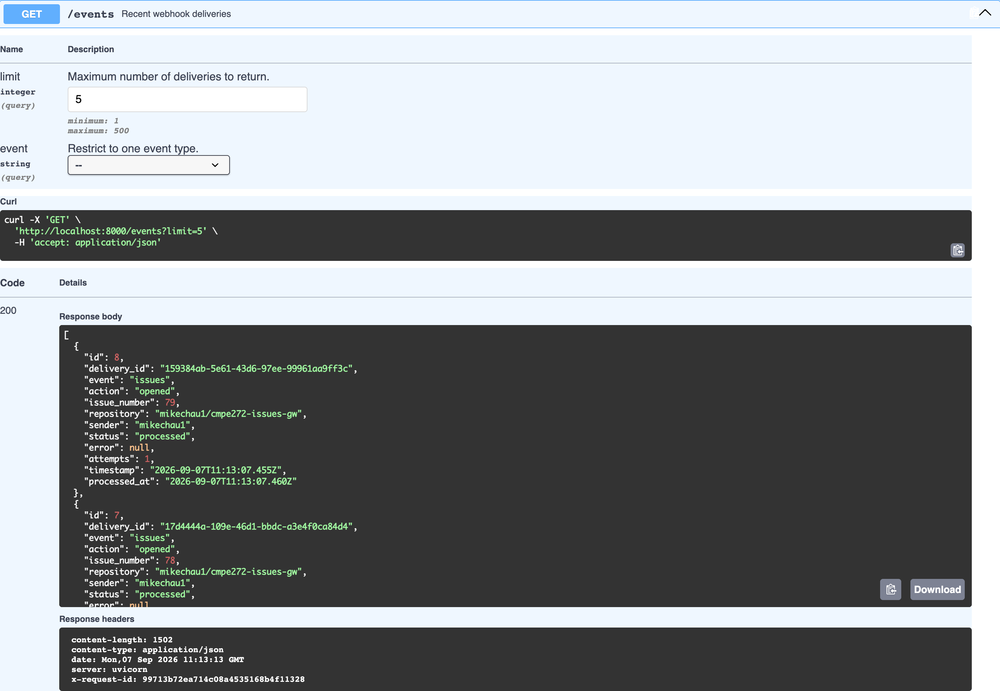 GET /events Recent webhook deliveries
Name Description
limit Maximum number of deliveries to return.
integer
(query)
5
minimum: 1
maximum: 500
event Restrict to one event type.
string
(query)
--
Curl
curl -X 'GET' \
  'http://localhost:8000/events?limit=5' \
  -H 'accept: application/json'
Code Details
200
Response body
[
  {
    "id": 8,
    "delivery_id": "159384ab-5e61-43d6-97ee-99961aa9ff3c",
    "event": "issues",
    "action": "opened",
    "issue_number": 79,
    "repository": "mikechau1/cmpe272-issues-gw",
    "sender": "mikechau1",
    "status": "processed",
    "error": null,
    "attempts": 1,
    "timestamp": "2026-09-07T11:13:07.455Z",
    "processed_at": "2026-09-07T11:13:07.460Z"
  },
  {
    "id": 7,
    "delivery_id": "17d4444a-109e-46d1-bbdc-a3e4f0ca84d4",
    "event": "issues",
    "action": "opened",
    "issue_number": 78,
    "repository": "mikechau1/cmpe272-issues-gw",
    "sender": "mikechau1",
    "status": "processed",
    "error": null
Download
Response headers
content-length: 1502
content-type: application/json
date: Mon,07 Sep 2026 11:13:13 GMT
server: uvicorn
x-request-id: 99713b72ea714c08a4535168b4f11328